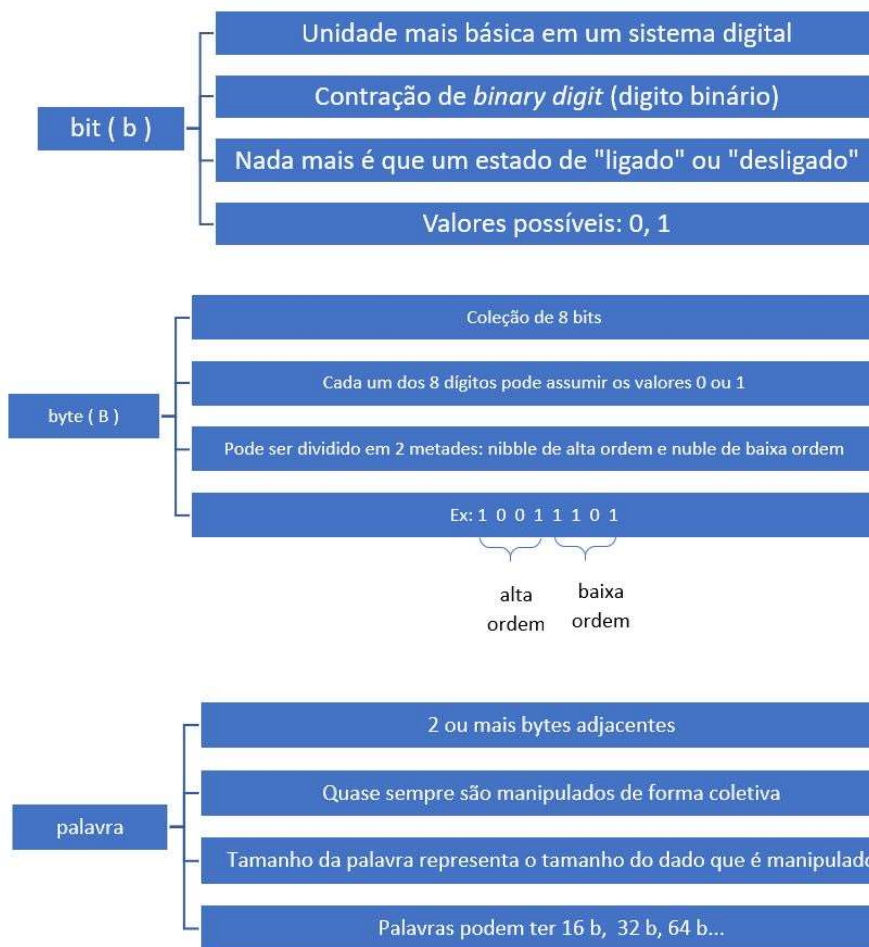 bit ( b )
Unidade mais básica em um sistema digital
Contração de binary digit (digito binário)
Nada mais é que um estado de "ligado" ou "desligado"
Valores possíveis: 0, 1
byte ( B )
Coleção de 8 bits
Cada um dos 8 dígitos pode assumir os valores 0 ou 1
Pode ser dividido em 2 metades: nibble de alta ordem e nuble de baixa ordem
Ex: 1 0 0 1 1 1 0 1
alta
ordem
baixa
ordem
palavra
2 ou mais bytes adjacentes
Quase sempre são manipulados de forma coletiva
Tamanho da palavra representa o tamanho do dado que é manipulado
Palavras podem ter 16 b, 32 b, 64 b...